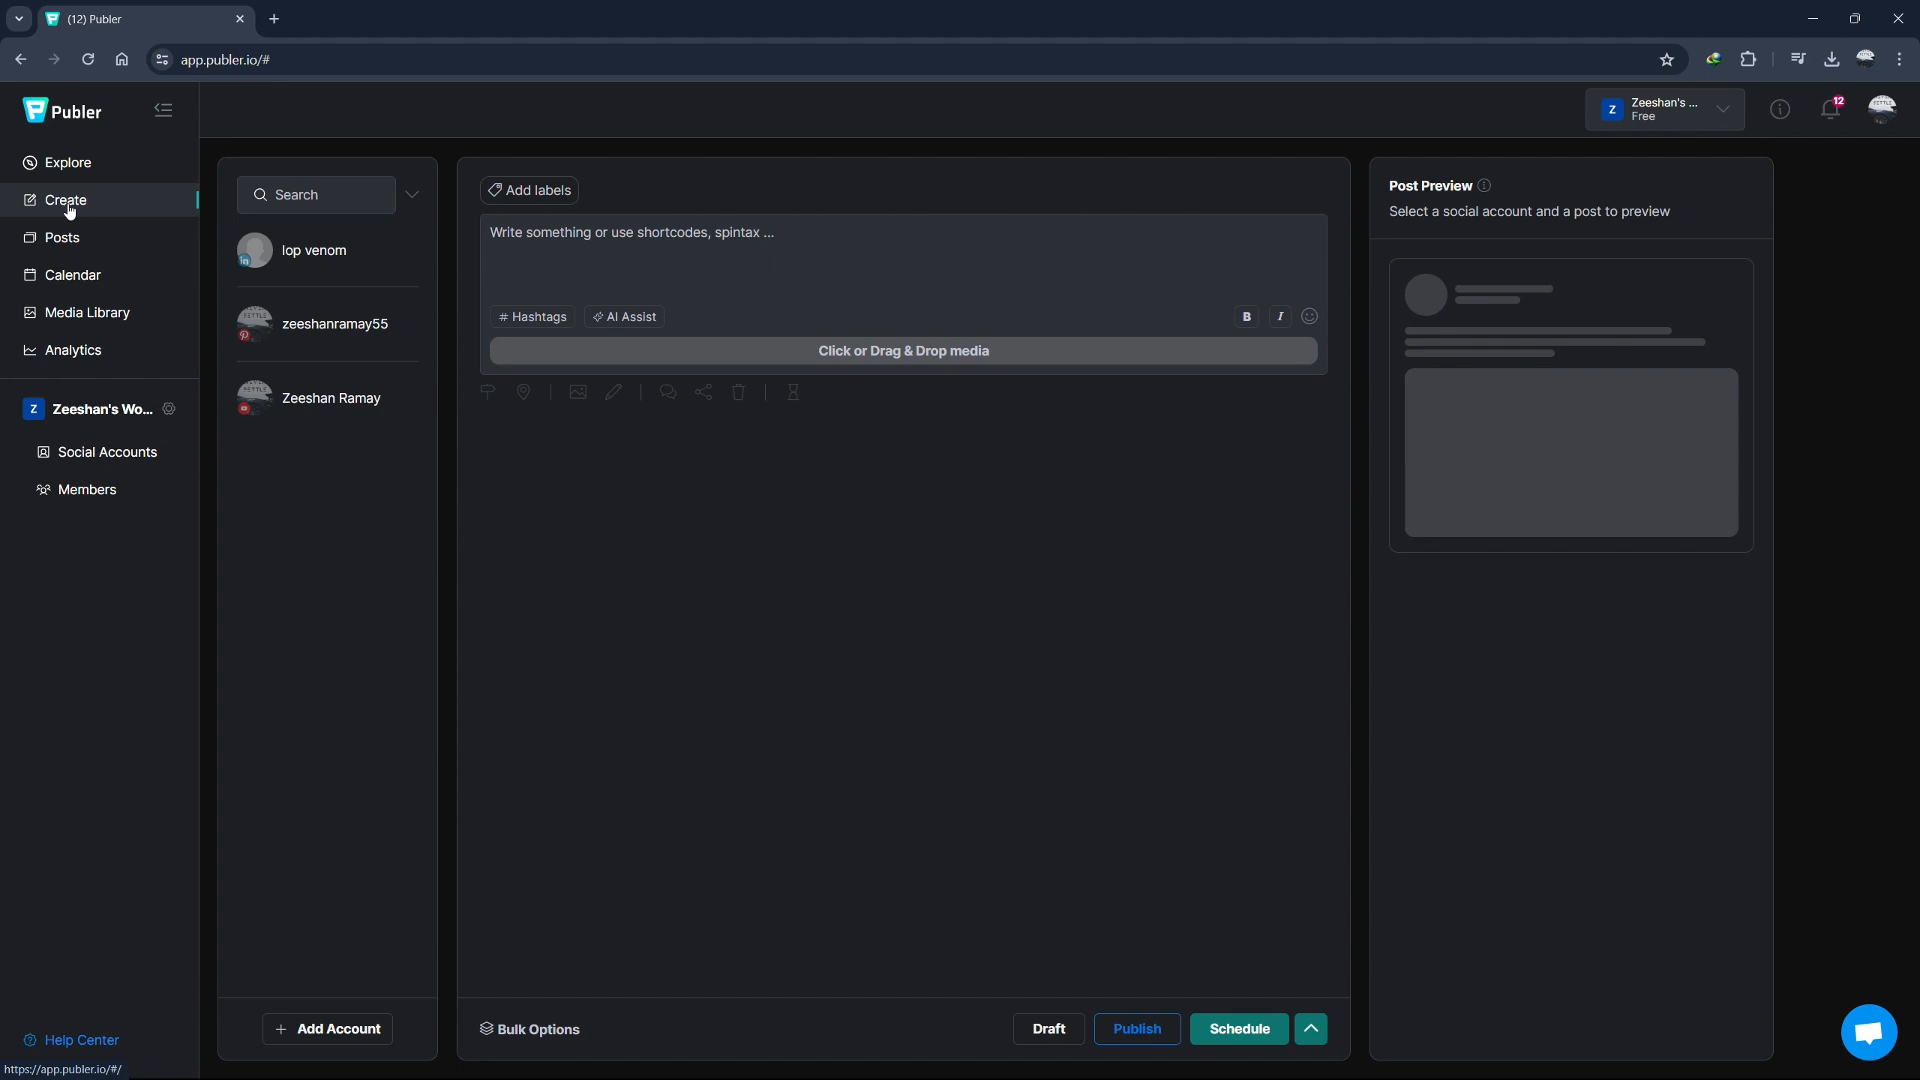 (12) Publer
app.publer.io/#
Publer
Zeeshan's ...
Free
12
Explore
Create
Posts
Calendar
Media Library
Analytics
Z Zeeshan's Wo...
Social Accounts
Members
Help Center
https://app.publer.io/#/
Search
lop venom
zeeshanramay55
Zeeshan Ramay
+ Add Account
Add labels
Write something or use shortcodes, spintax ...
# Hashtags
AI Assist
B I
Click or Drag & Drop media
Bulk Options
Draft
Publish
Schedule
Post Preview
Select a social account and a post to preview